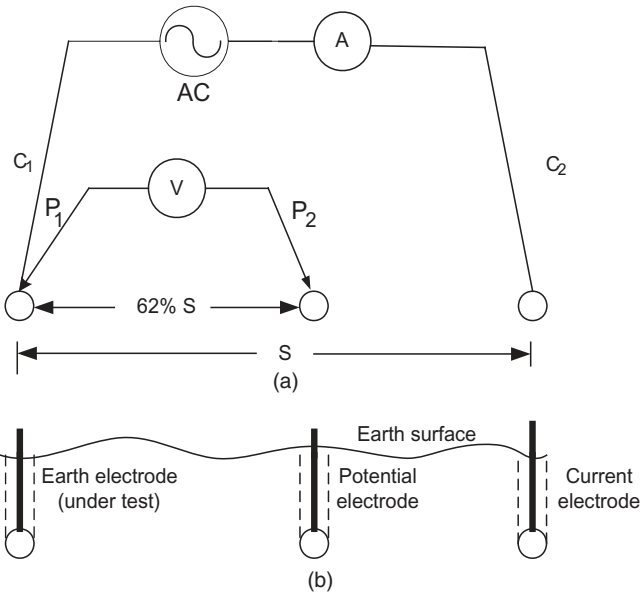 A
AC
C₁
C₂
V
P₁
P₂
62% S
S
(a)
Earth surface
Earth electrode
(under test)
Potential
electrode
Current
electrode
(b)